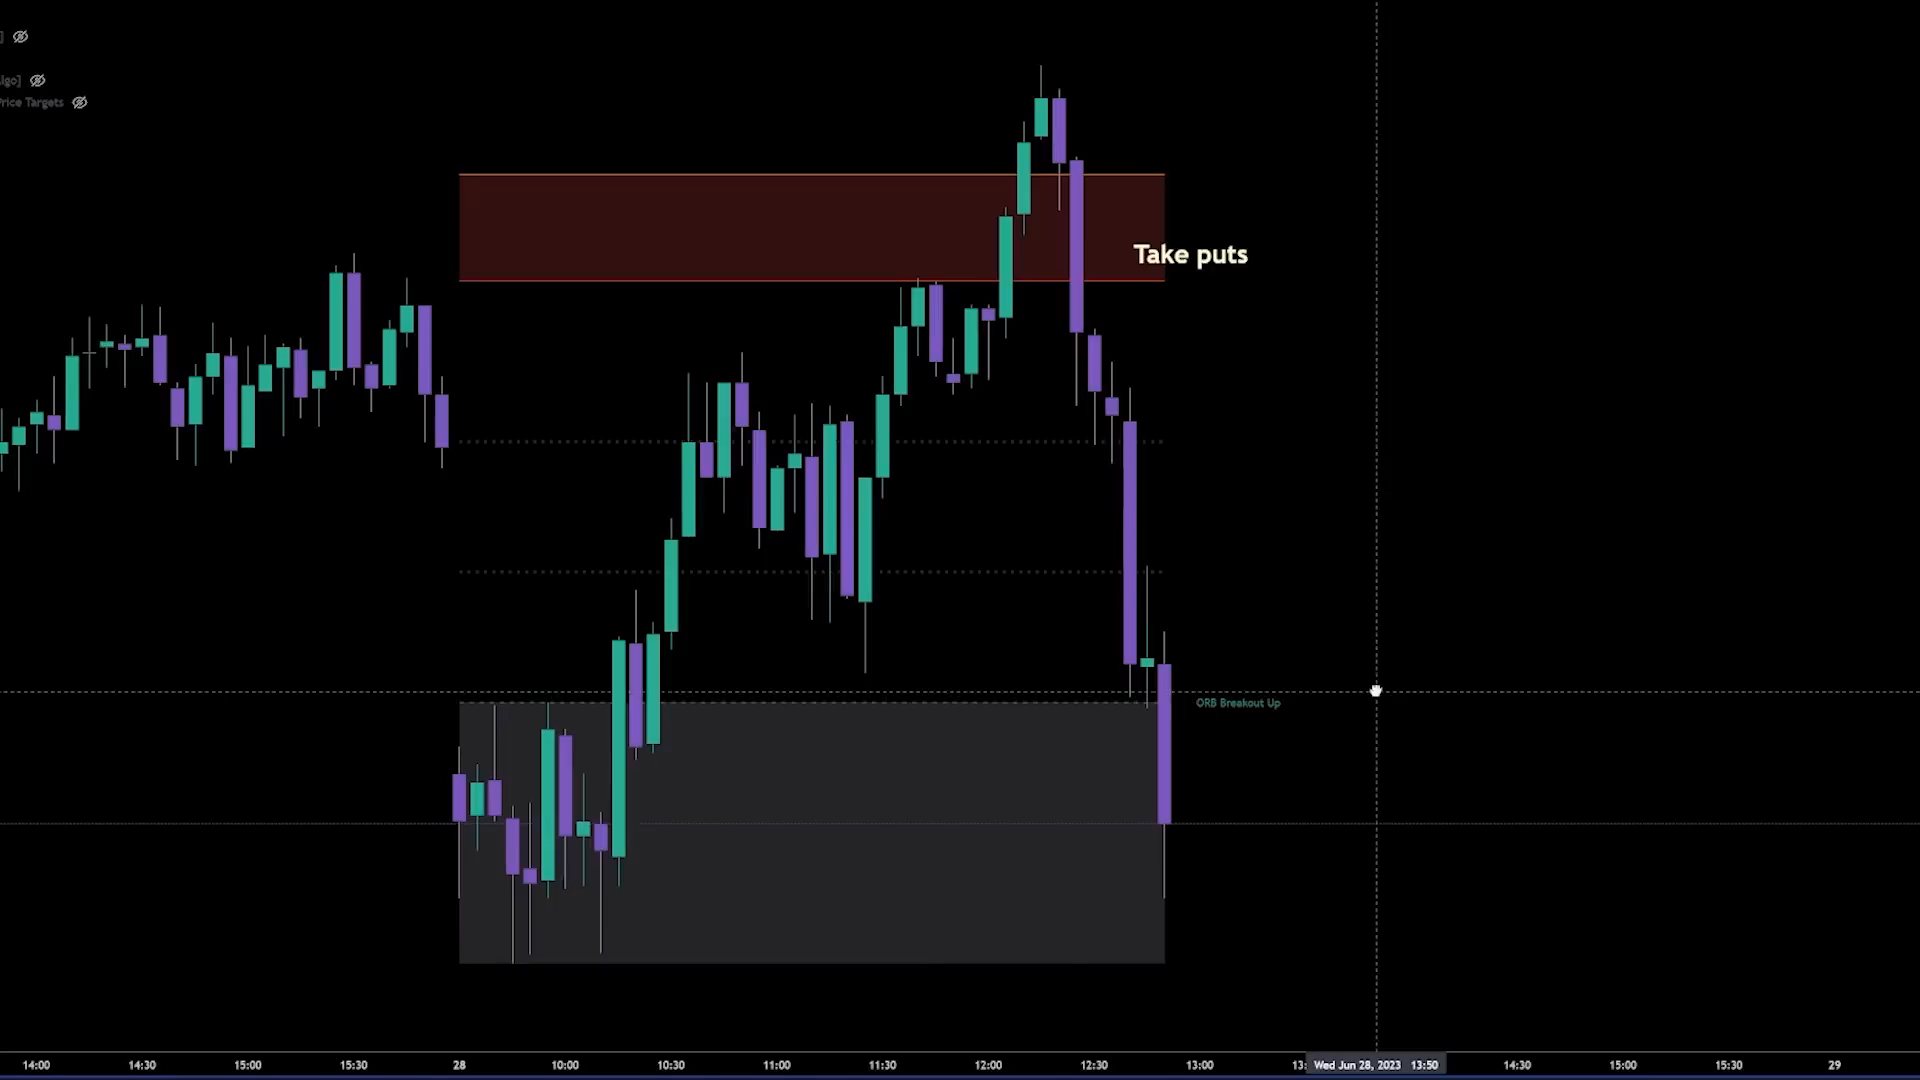 ]
lgo]
Price Targets
Take puts
ORB Breakout Up
14:00 14:30 15:00 15:30 28 10:00 10:30 11:00 11:30 12:00 12:30 13:00 13: Wed Jun 28, 2023 13:50 14:30 15:00 15:30 29